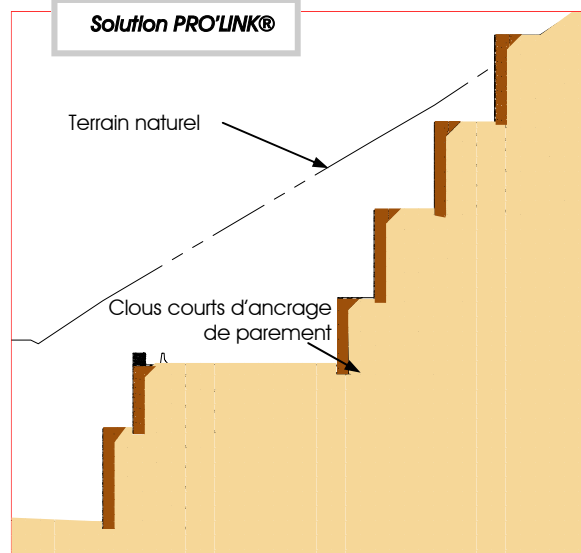 Solution PRO'LINK®
Terrain naturel
Clous courts d'ancrage
de parement